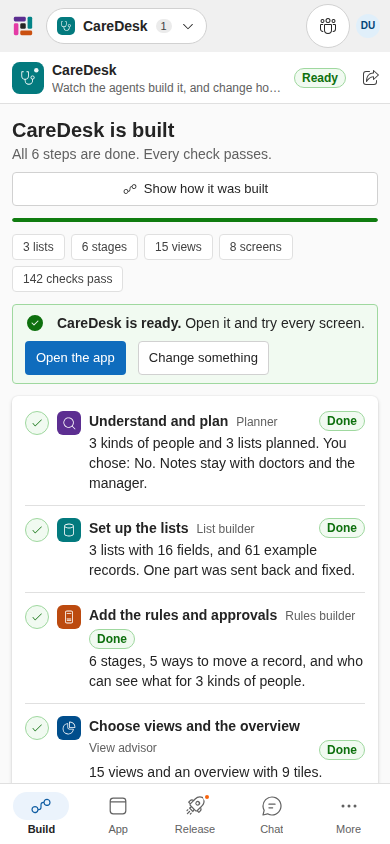 CareDesk 1
DU
CareDesk
Watch the agents build it, and change ho...
Ready
CareDesk is built
All 6 steps are done. Every check passes.
Show how it was built
3 lists
6 stages
15 views
8 screens
142 checks pass
CareDesk is ready. Open it and try every screen.
Open the app
Change something
Understand and plan Planner Done
3 kinds of people and 3 lists planned. You
chose: No. Notes stay with doctors and the
manager.
Set up the lists List builder Done
3 lists with 16 fields, and 61 example
records. One part was sent back and fixed.
Add the rules and approvals Rules builder
Done
6 stages, 5 ways to move a record, and who
can see what for 3 kinds of people.
Choose views and the overview
View advisor Done
15 views and an overview with 9 tiles.
Build
App
Release
Chat
More